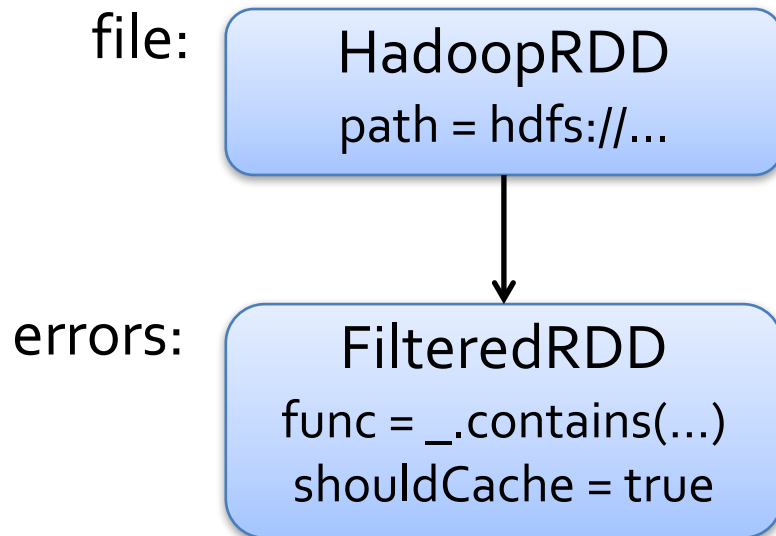 file:
HadoopRDD
path = hdfs://...
errors:
FilteredRDD
func = _.contains(...)
shouldCache = true